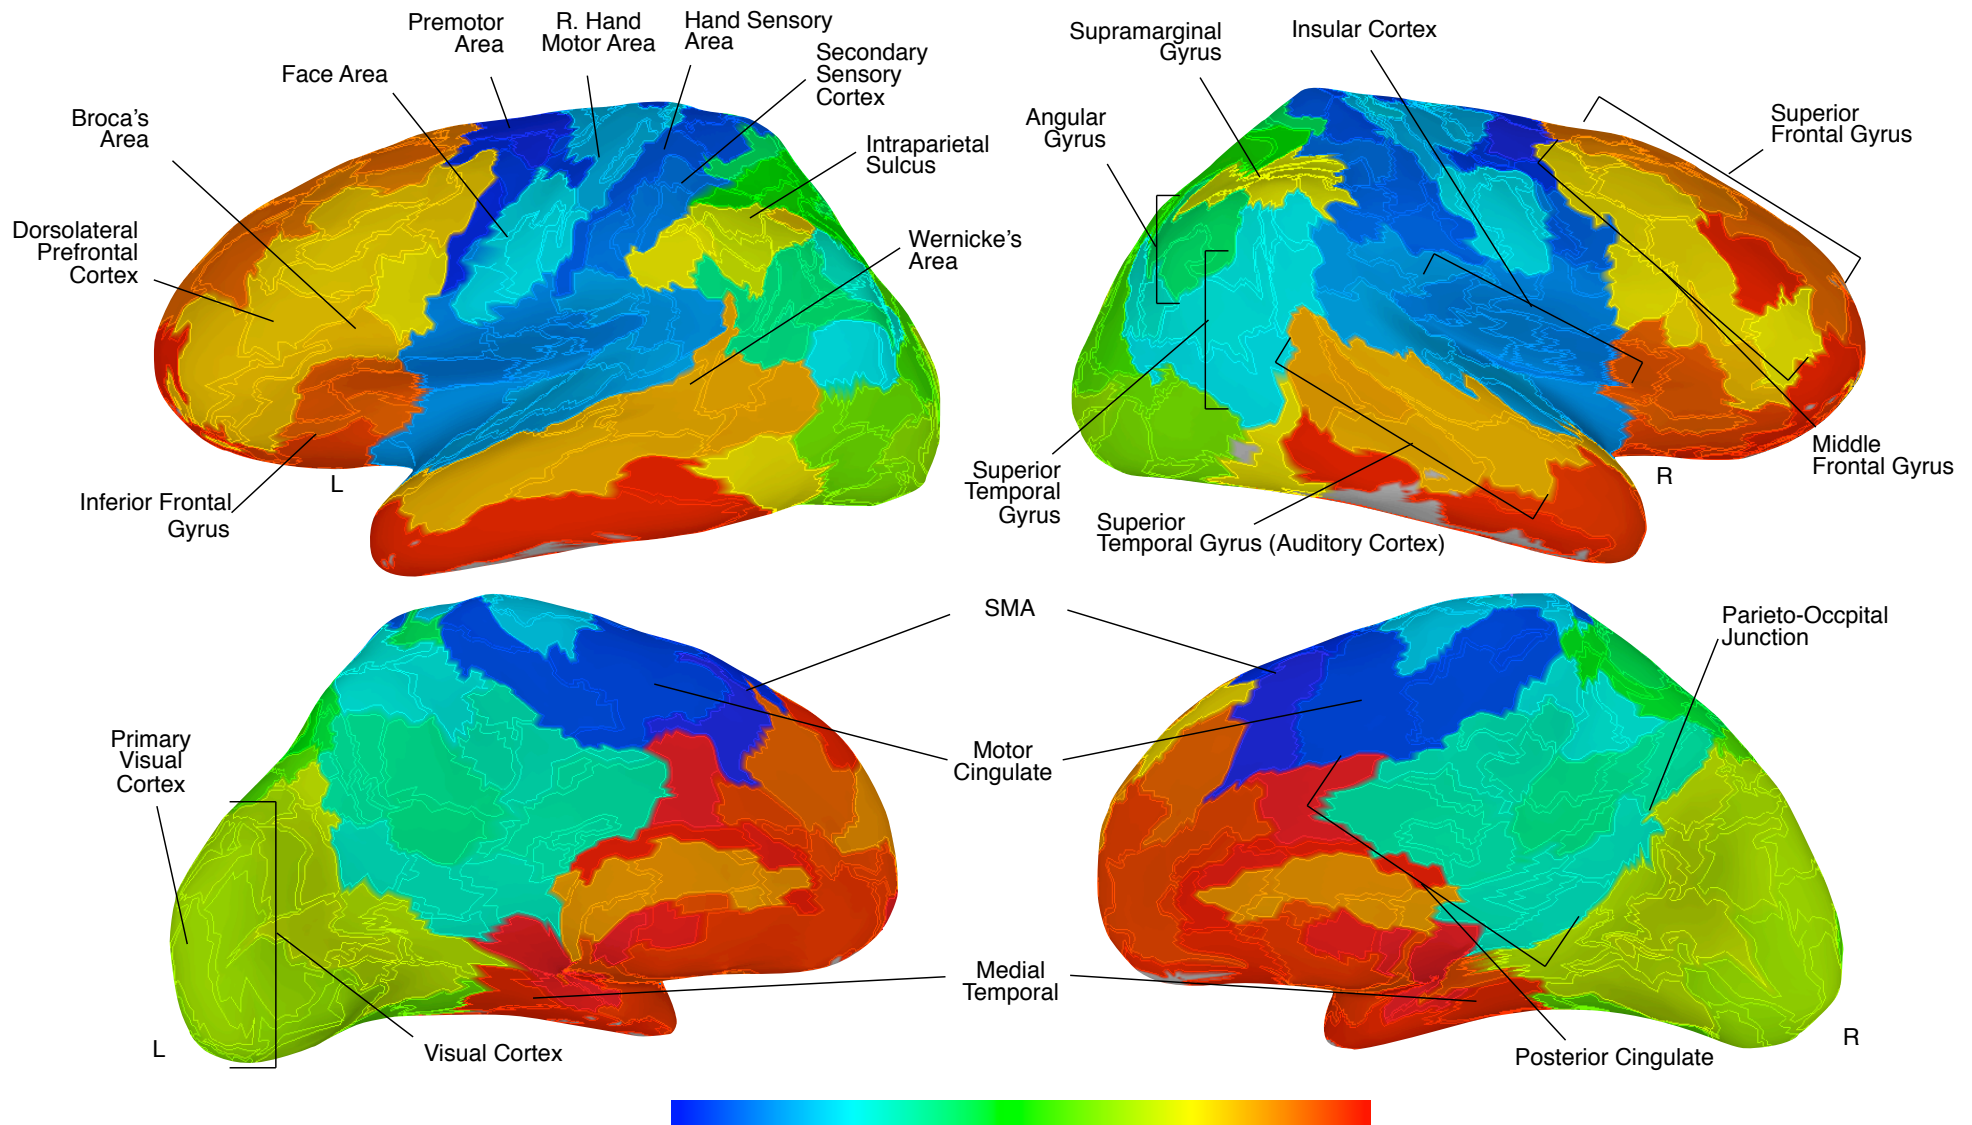 Premotor
Area
R. Hand
Motor Area
Hand Sensory
Area
Secondary
Sensory
Cortex
Face Area
Broca's
Area
Intraparietal
Sulcus
Dorsolateral
Prefrontal
Cortex
Wernicke's
Area
Inferior Frontal
Gyrus
L
Supramarginal
Gyrus
Insular Cortex
Angular
Gyrus
Superior
Frontal Gyrus
Superior
Temporal
Gyrus
Superior
Temporal Gyrus (Auditory Cortex)
Middle
Frontal Gyrus
R
SMA
Parieto-Occpital
Junction
Primary
Visual
Cortex
Motor
Cingulate
Medial
Temporal
L
Visual Cortex
Posterior Cingulate
R